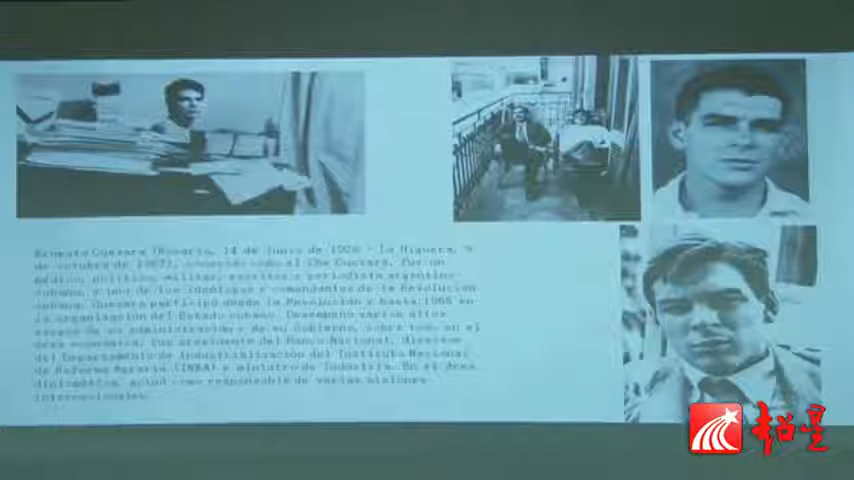 Ernesto Guevara (Rosario, 14 de junio de 1928 - La Higuera, 9
de octubre de 1967), conocido como el Che Guevara, fue un
médico, político, militar, escritor y periodista argentino-
cubano, y uno de los ideólogos y comandantes de la Revolución
cubana. Guevara participó desde la Revolución y hasta 1965 en
la organización del Estado cubano. Desempeñó varios altos
cargos de su administración y de su Gobierno, sobre todo en el
área económica, fue presidente del Banco Nacional, director
del Departamento de Industrialización del Instituto Nacional
de Reforma Agraria (INRA) y ministro de Industria. En el área
diplomática, actuó como responsable de varias misiones
internacionales.
超星